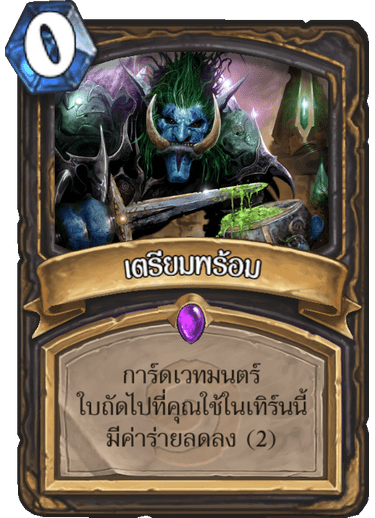 0
เตรียมพร้อม
การ์ดเวทมนตร์
ใบถัดไปที่คุณใช้ในเทิร์นนี้
มีค่าร่ายลดลง (2)